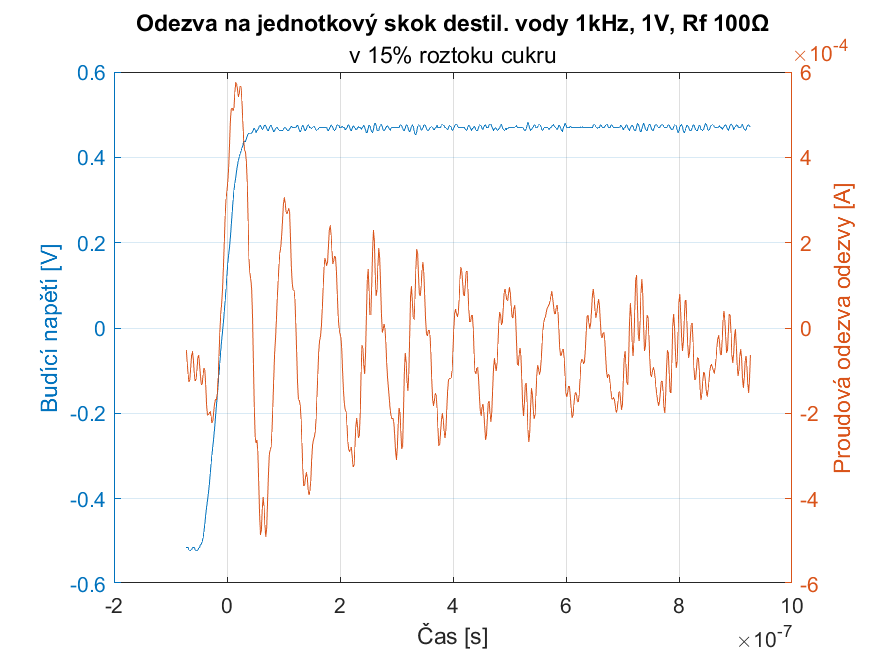 Odezva na jednotkový skok destil. vody 1kHz, 1V, Rf 100Ω
v 15% roztoku cukru
×10^-4
0.6
0.4
0.2
0
-0.2
-0.4
-0.6
Budící napětí [V]
6
4
2
0
-2
-4
-6
Proudová odezva odezvy [A]
-2 0 2 4 6 8 10
Čas [s]
×10^-7